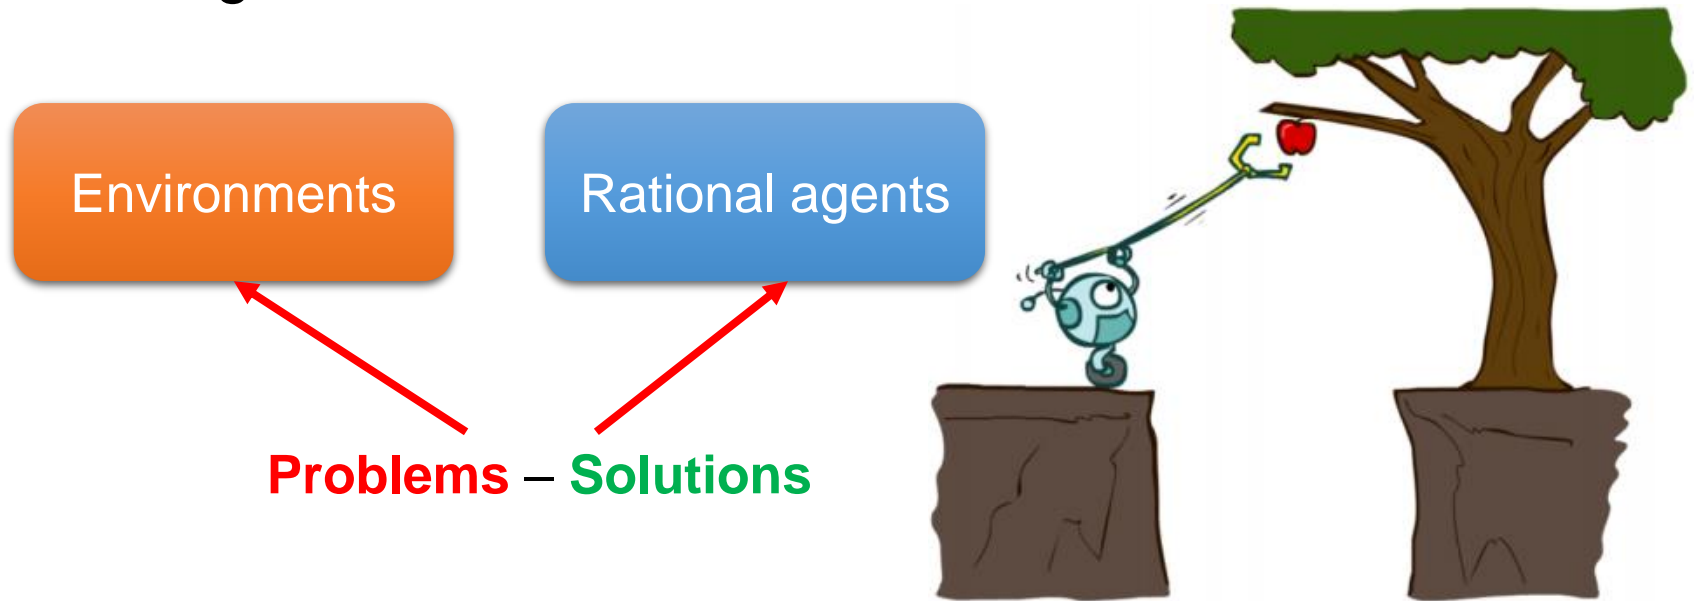 Environments
Rational agents
Problems – Solutions